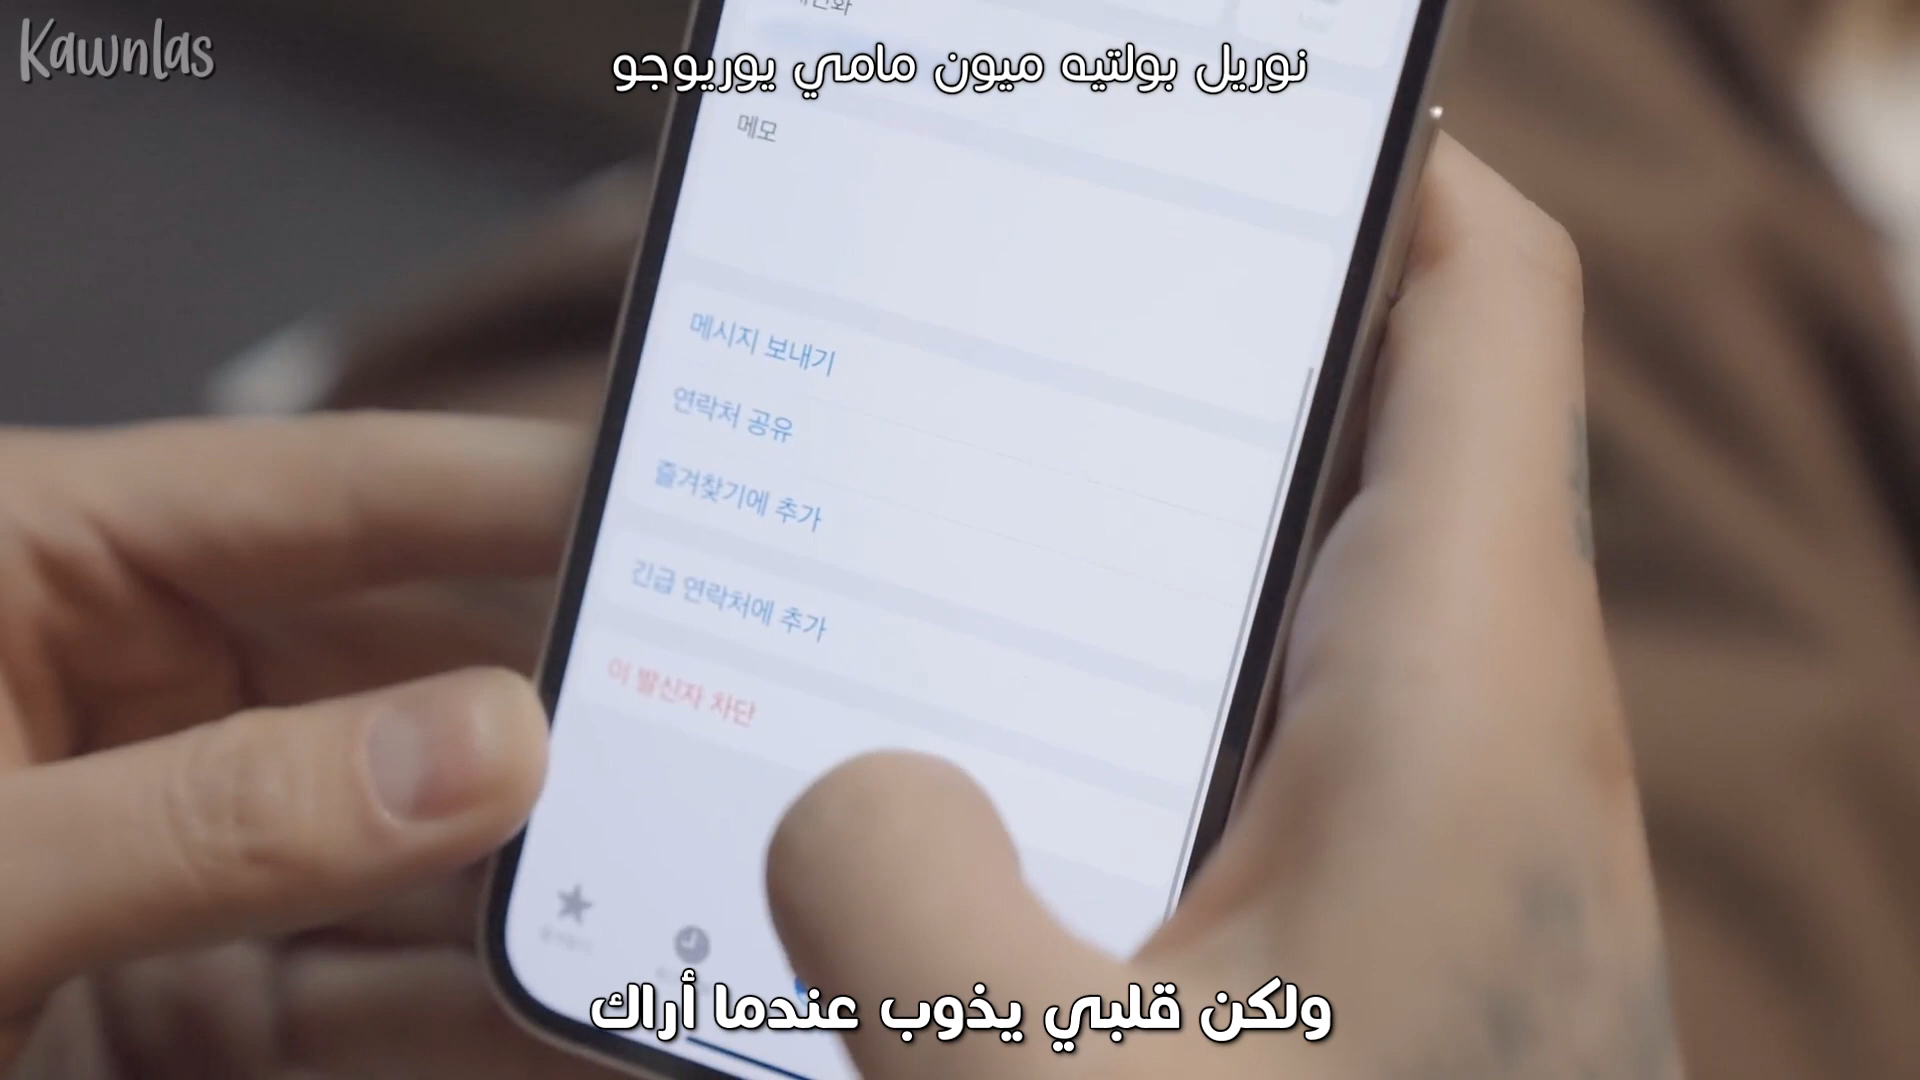 Kawnlas
نوريل بولتيه ميون مامي يوريوجو
메모
메시지 보내기
연락처 공유
즐겨찾기에 추가
긴급 연락처에 추가
이 발신자 차단
ولكن قلبي يذوب عندما أراك